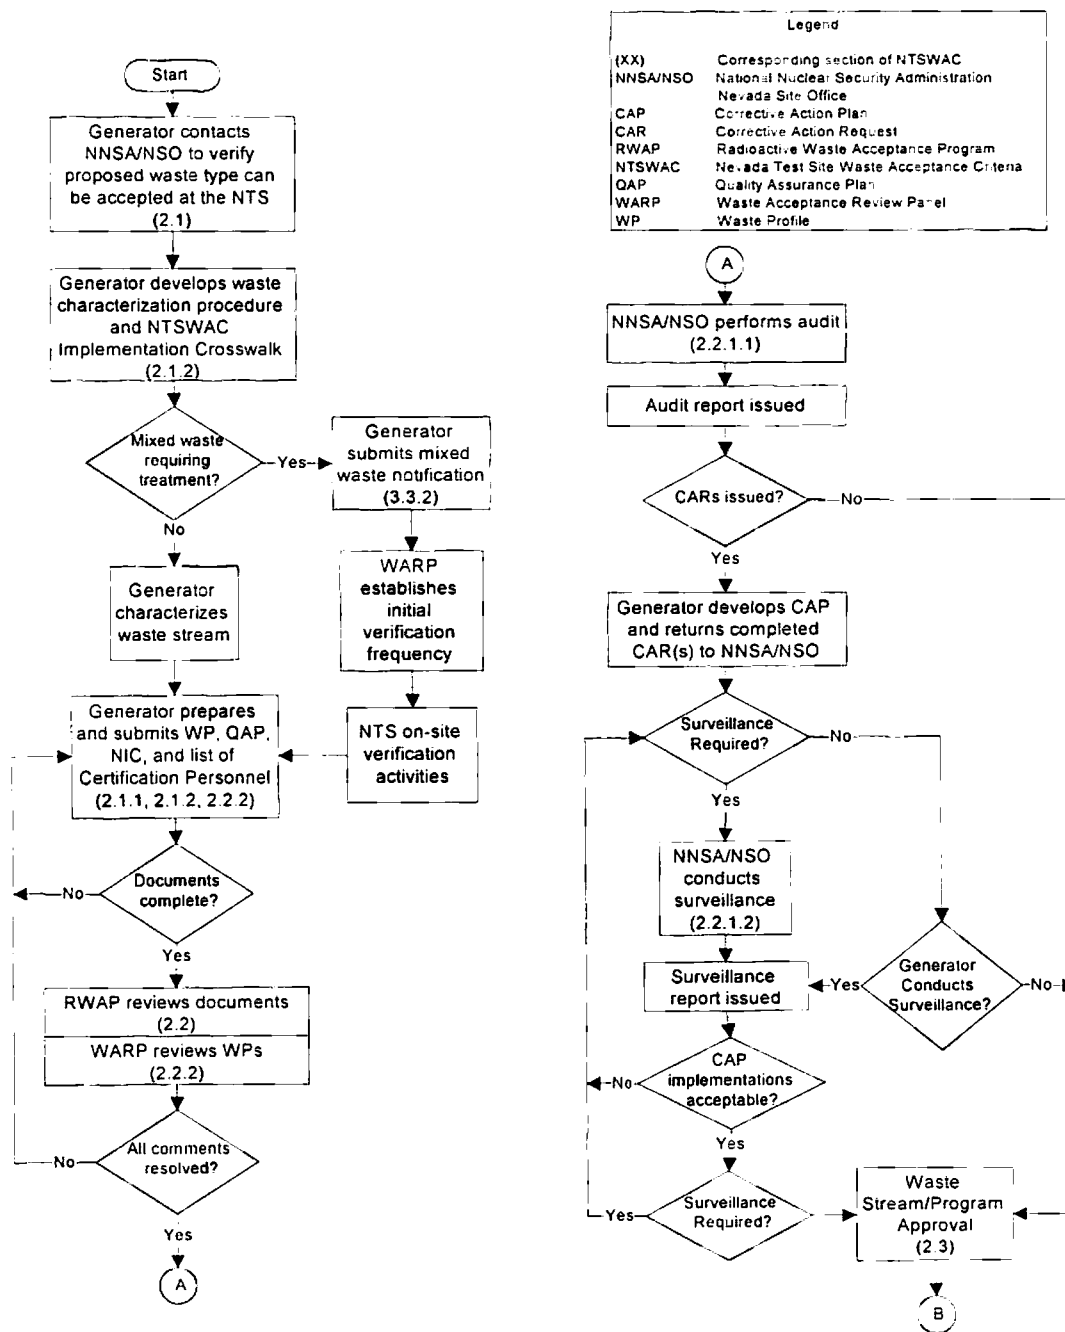 Start
Generator contacts
NNSA/NSO to verify
proposed waste type can
be accepted at the NTS
(2.1)
Generator develops waste
characterization procedure
and NTSWAC
Implementation Crosswalk
(2.1.2)
Mixed waste
requiring
treatment?
Yes
Generator
submits mixed
waste notification
(3.3.2)
No
WARP
establishes
initial
verification
frequency
Generator
characterizes
waste stream
Generator prepares
and submits WP, QAP,
NIC, and list of
Certification Personnel
(2.1.1, 2.1.2, 2.2.2)
NTS on-site
verification
activities
Documents
complete?
No
Yes
RWAP reviews documents
(2.2)
WARP reviews WPs
(2.2.2)
All comments
resolved?
No
Yes
A
Legend
(XX) Corresponding section of NTSWAC
NNSA/NSO National Nuclear Security Administration
Nevada Site Office
CAP Corrective Action Plan
CAR Corrective Action Request
RWAP Radioactive Waste Acceptance Program
NTSWAC Nevada Test Site Waste Acceptance Criteria
QAP Quality Assurance Plan
WARP Waste Acceptance Review Panel
WP Waste Profile
A
NNSA/NSO performs audit
(2.2.1.1)
Audit report issued
CARs issued?
No
Yes
Generator develops CAP
and returns completed
CAR(s) to NNSA/NSO
Surveillance
Required?
No
Yes
NNSA/NSO
conducts
surveillance
(2.2.1.2)
Surveillance
report issued
Yes
Generator
Conducts
Surveillance?
No
CAP
implementations
acceptable?
No
Yes
Surveillance
Required?
Yes
Waste
Stream/Program
Approval
(2.3)
B